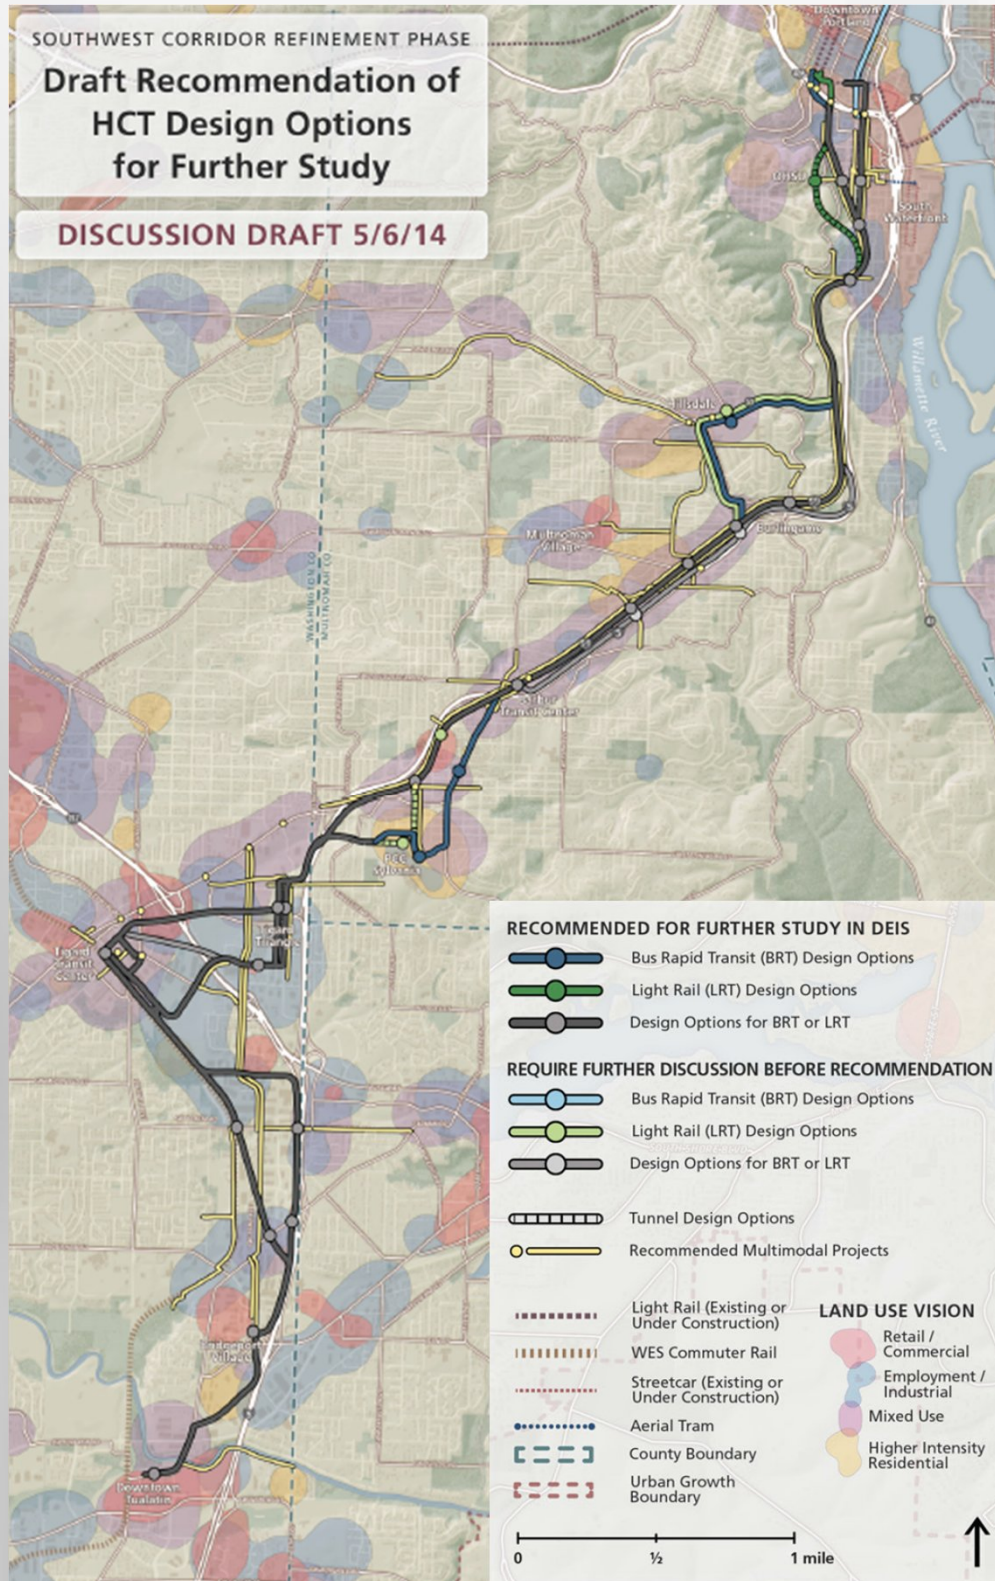 SOUTHWEST CORRIDOR REFINEMENT PHASE
Draft Recommendation of
HCT Design Options
for Further Study
DISCUSSION DRAFT 5/6/14
Downtown
Portland
OHSU
South
Waterfront
Willamette River
Hillsdale
Burlingame
Multnomah
Village
WASHINGTON CO
MULTNOMAH CO
Transit Center
PCC
Sylvania
Tigard
Triangle
Tigard
Transit
Center
Village
Downtown
Tualatin
RECOMMENDED FOR FURTHER STUDY IN DEIS
Bus Rapid Transit (BRT) Design Options
Light Rail (LRT) Design Options
Design Options for BRT or LRT
REQUIRE FURTHER DISCUSSION BEFORE RECOMMENDATION
Bus Rapid Transit (BRT) Design Options
Light Rail (LRT) Design Options
Design Options for BRT or LRT
Tunnel Design Options
Recommended Multimodal Projects
Light Rail (Existing or
Under Construction)
WES Commuter Rail
Streetcar (Existing or
Under Construction)
Aerial Tram
County Boundary
Urban Growth
Boundary
LAND USE VISION
Retail /
Commercial
Employment /
Industrial
Mixed Use
Higher Intensity
Residential
0 ½ 1 mile